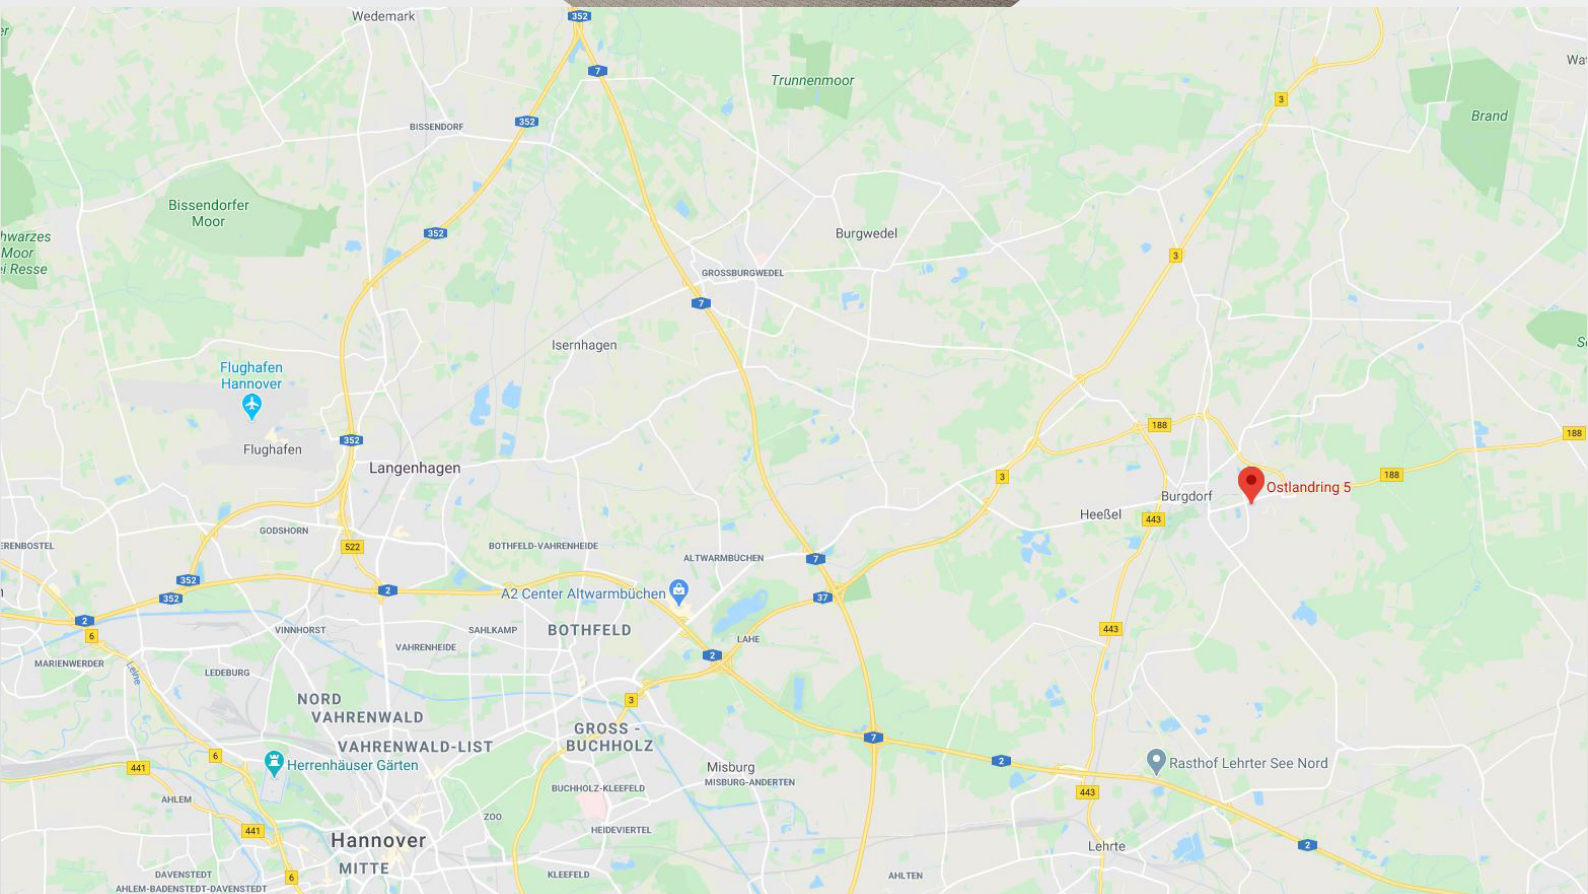 Wedemark
352
7
Trunnenmoor
3
Brand
352
BISSENDORF
Bissendorfer
Moor
352
Burgwedel
Moor
3
GROSSBURGWEDEL
7
Isernhagen
Flughafen
Hannover
Flughafen
352
Langenhagen
188
188
3
188
Ostlandring 5
Burgdorf
Heeßel
443
GODSHORN
522
BOTHFELD-VAHRENHEIDE
ALTWARMBÜCHEN
7
352
352
2
A2 Center Altwarmbüchen
37
2
6
VINNHORST
SAHLKAMP
BOTHFELD
LAHE
443
VAHRENHEIDE
2
MARIENWERDER
Leine
LEDEBURG
NORD
VAHRENWALD
3
GROSS -
BUCHHOLZ
7
VAHRENWALD-LIST
6
441
Herrenhäuser Gärten
Misburg
MISBURG-ANDERTEN
2
Rasthof Lehrter See Nord
443
BUCHHOLZ-KLEEFELD
AHLEM
441
ZOO
HEIDEVIERTEL
Hannover
MITTE
Lehrte
2
DAVENSTEDT
AHLEM-BADENSTEDT-DAVENSTEDT
6
KLEEFELD
AHLTEN